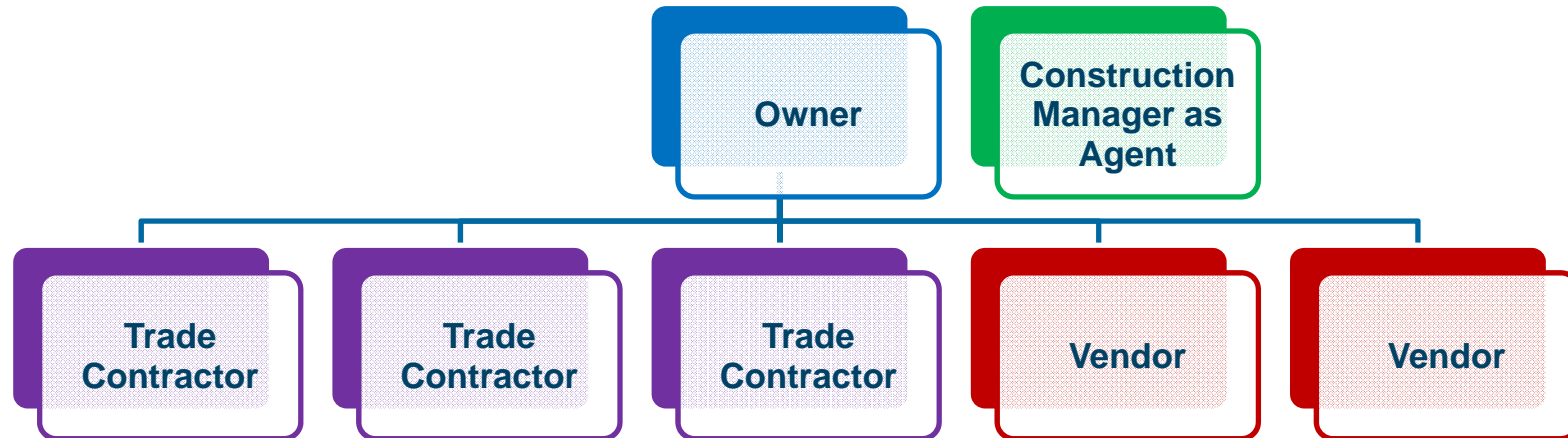 Owner
Construction
Manager as
Agent
Trade
Contractor
Trade
Contractor
Trade
Contractor
Vendor
Vendor